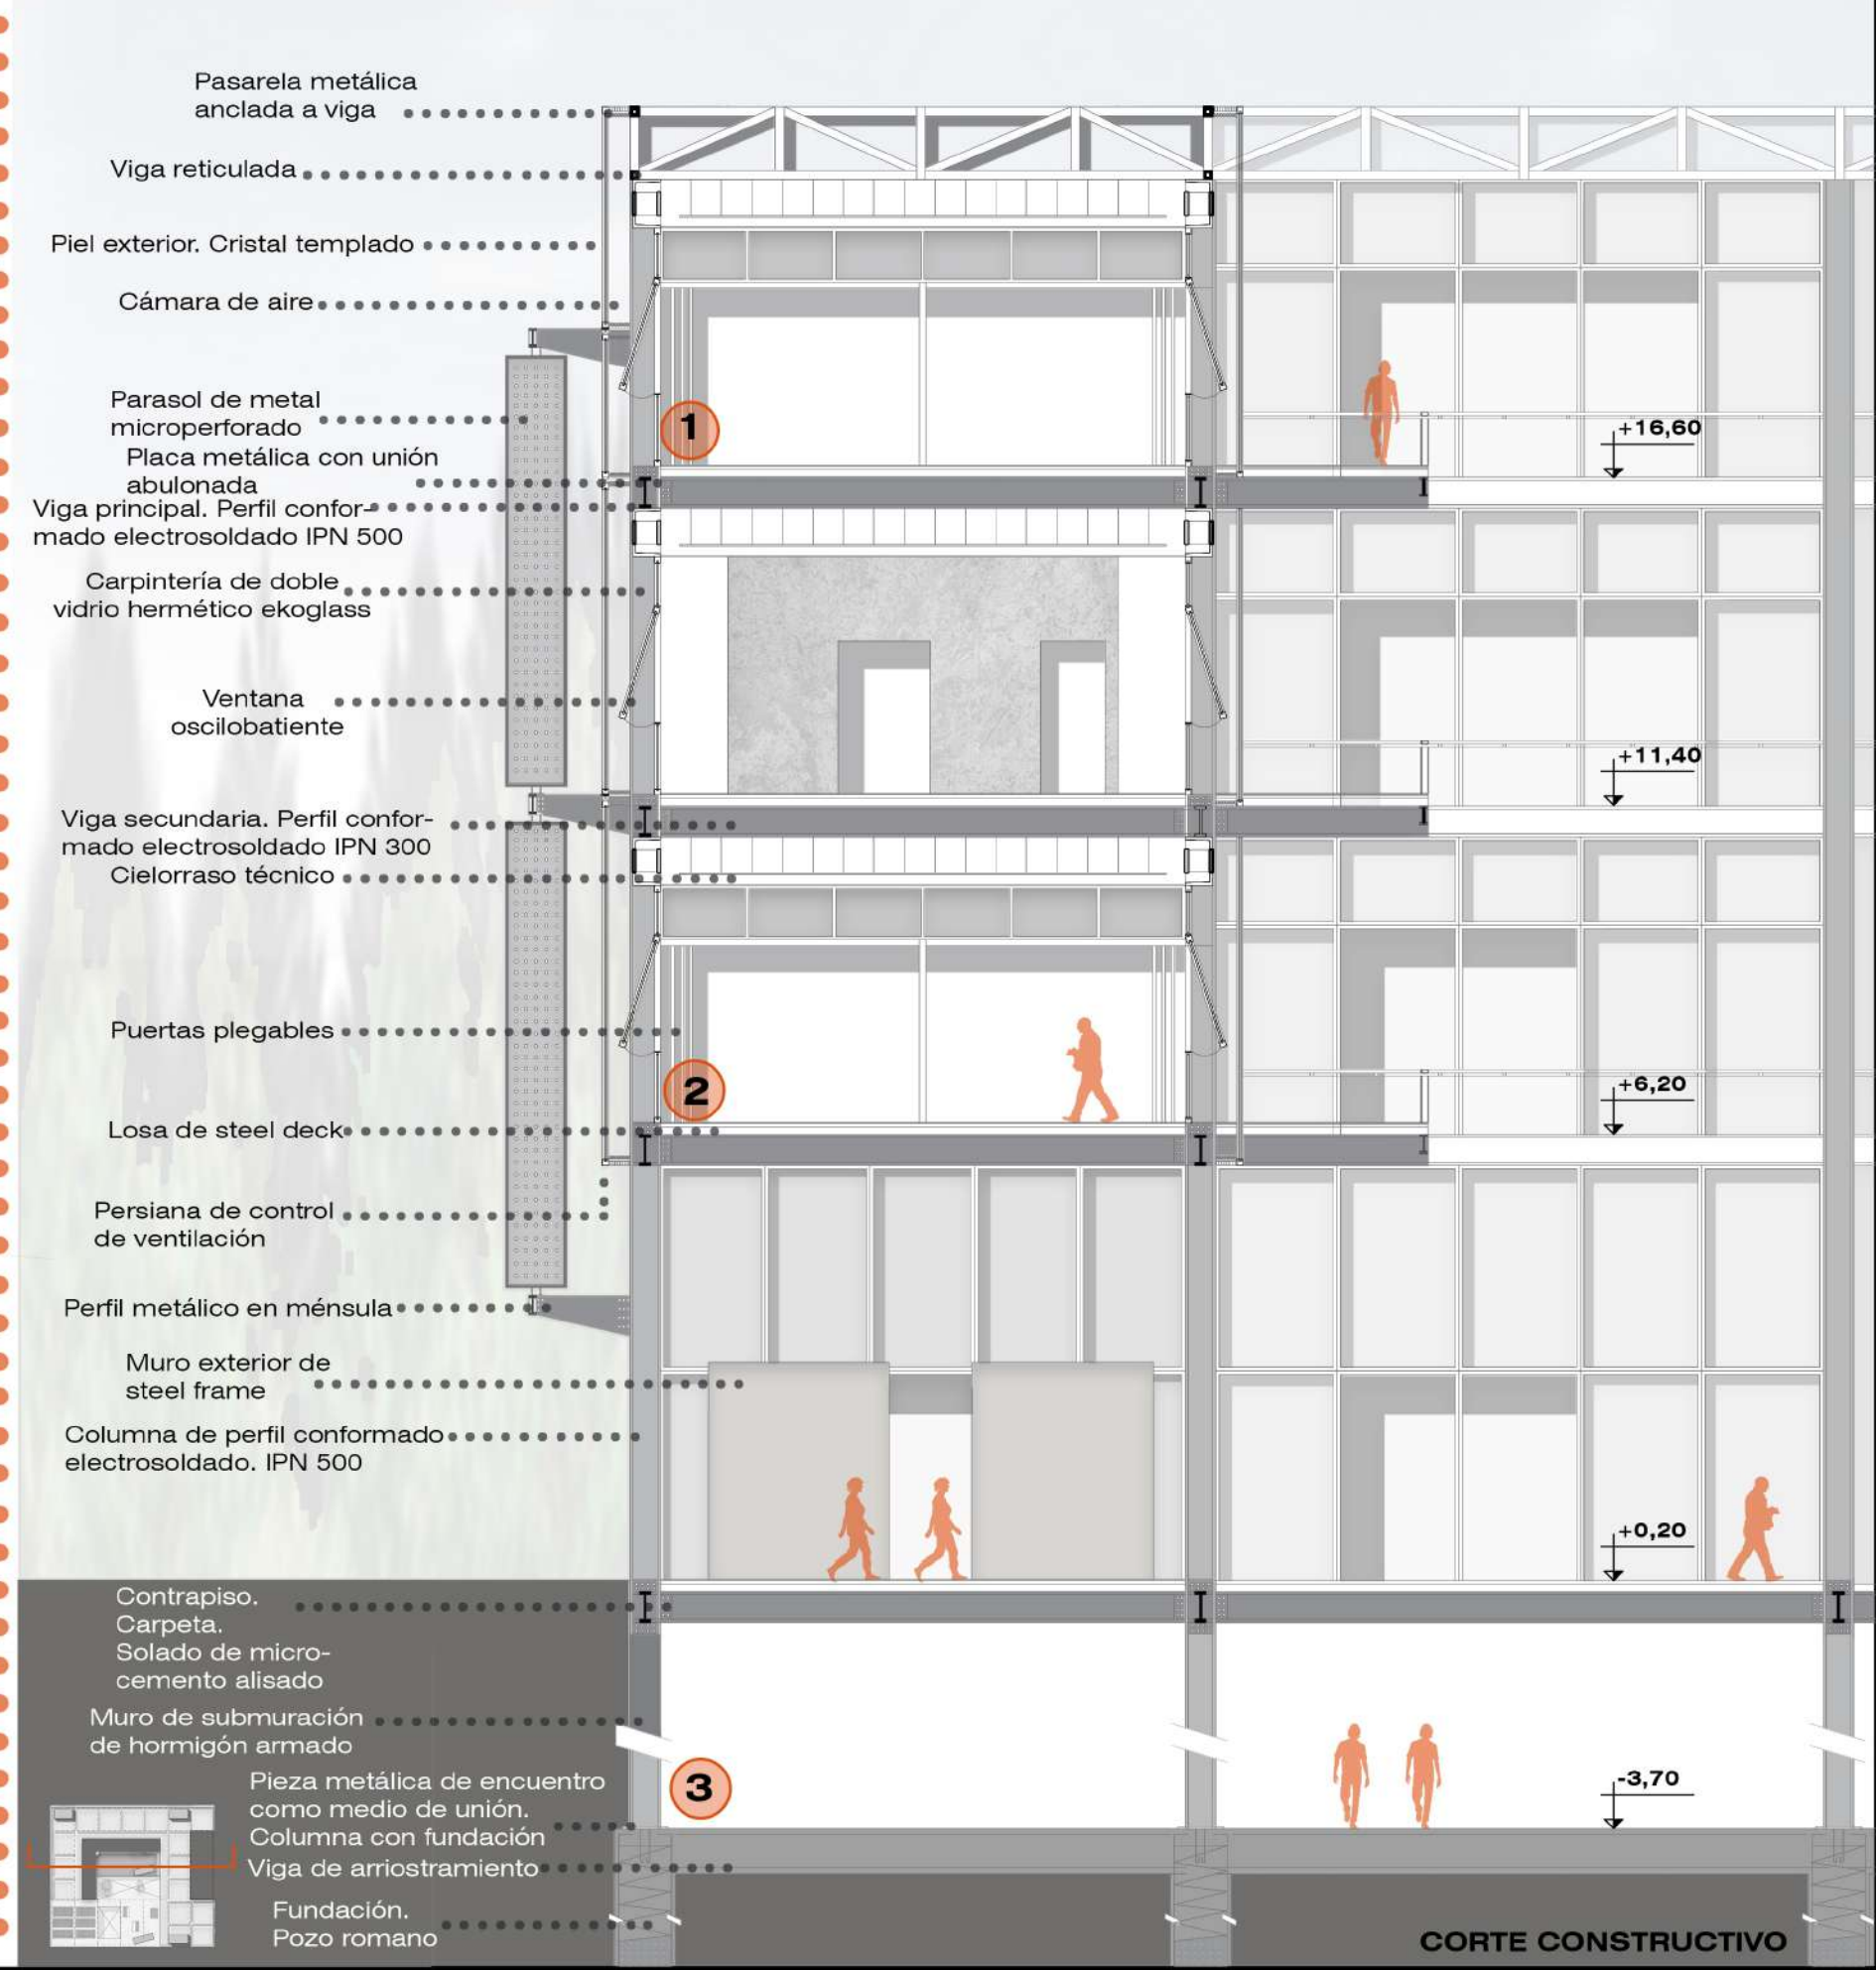 Pasarela metálica
anclada a viga
Viga reticulada
Piel exterior. Cristal templado
Cámara de aire
Parasol de metal
microperforado
1
+16,60
Placa metálica con unión
abulonada
Viga principal. Perfil confor-
mado electrosoldado IPN 500
Carpintería de doble
vidrio hermético ekoglass
Ventana
oscilobatiente
+11,40
Viga secundaria. Perfil confor-
mado electrosoldado IPN 300
Cielorraso técnico
Puertas plegables
2
+6,20
Losa de steel deck
Persiana de control
de ventilación
Perfil metálico en ménsula
Muro exterior de
steel frame
Columna de perfil conformado
electrosoldado. IPN 500
+0,20
Contrapiso.
Carpeta.
Solado de micro-
cemento alisado
Muro de submuración
de hormigón armado
3
-3,70
Pieza metálica de encuentro
como medio de unión.
Columna con fundación
Viga de arriostramiento
Fundación.
Pozo romano
CORTE CONSTRUCTIVO